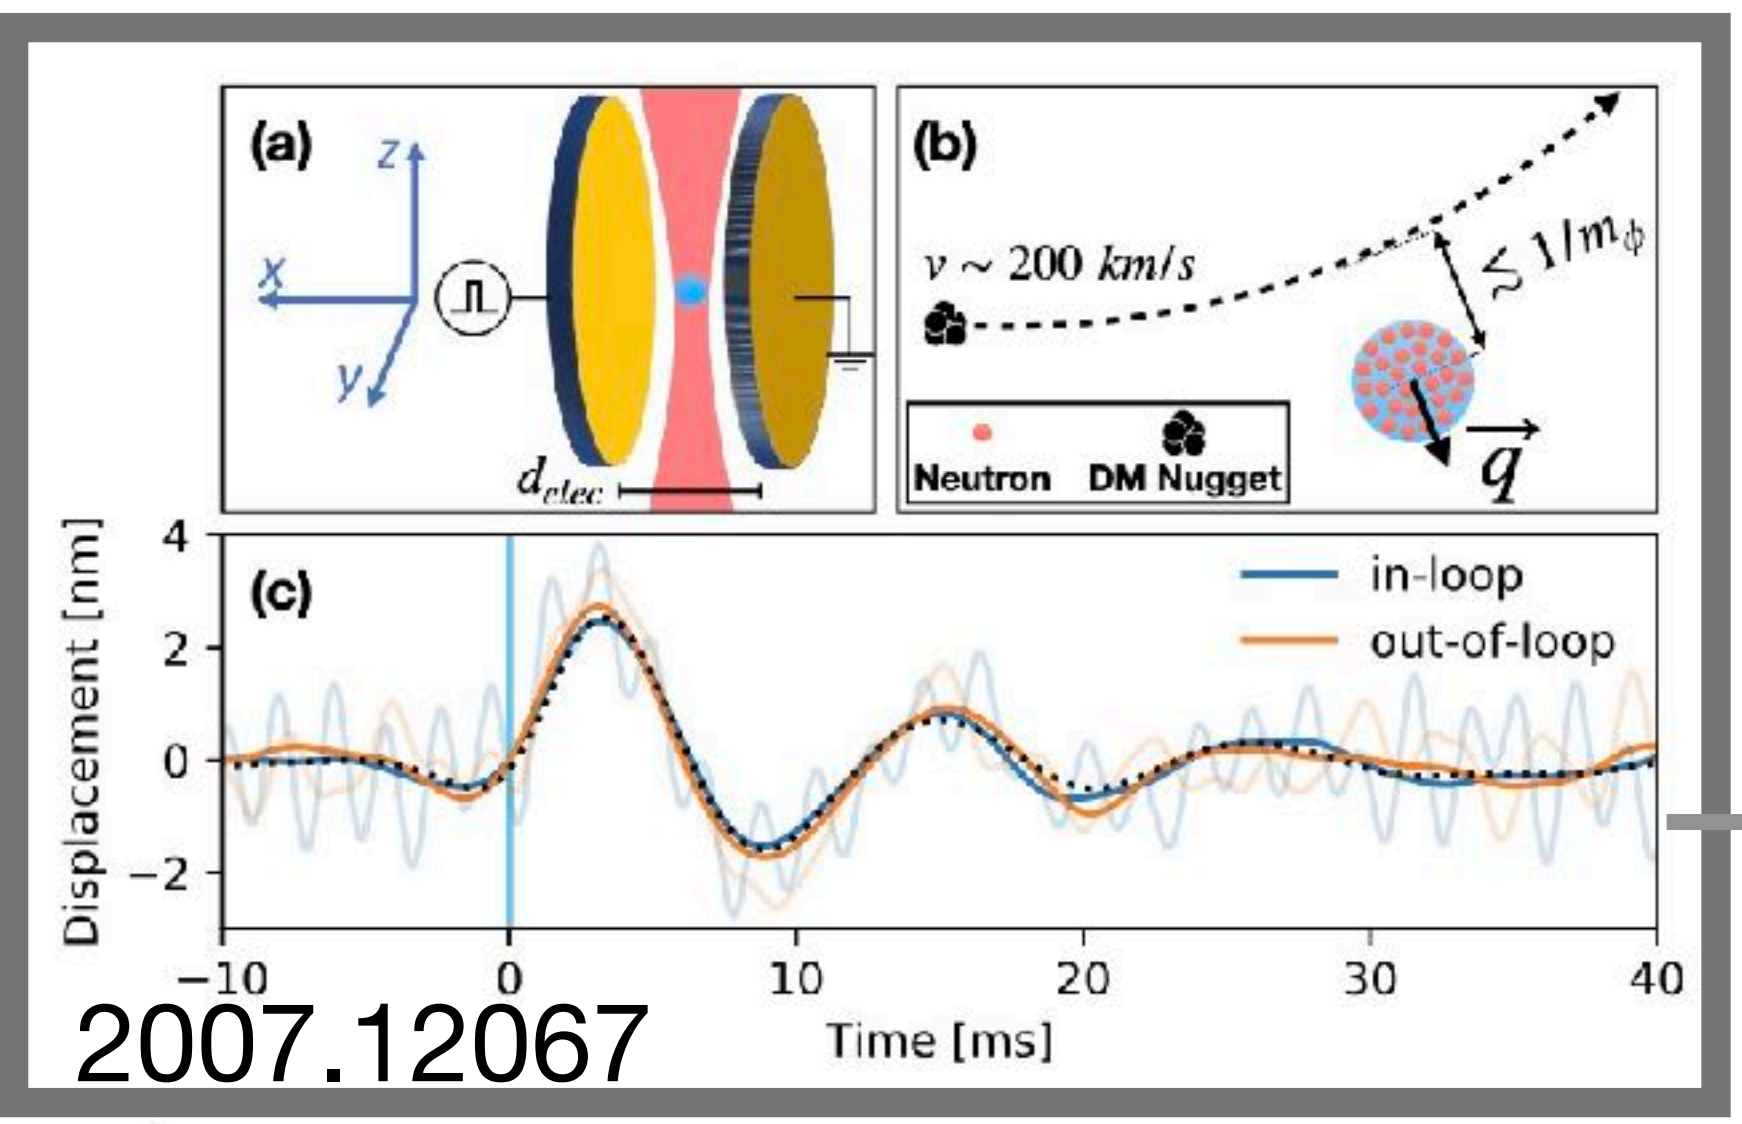 (a)
z
x
y
d_elec
(b)
v ~ 200 km/s
≲ 1/m_ϕ
q⃗
Neutron
DM Nugget
(c)
Displacement [nm]
4
2
0
−2
in-loop
out-of-loop
−10
0
10
20
30
40
Time [ms]
2007.12067